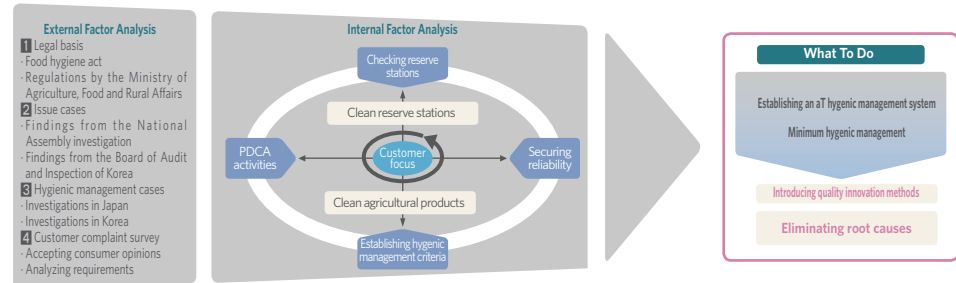 External Factor Analysis
1 Legal basis
· Food hygiene act
· Regulations by the Ministry of
Agriculture, Food and Rural Affairs
2 Issue cases
· Findings from the National
Assembly investigation
· Findings from the Board of Audit
and Inspection of Korea
3 Hygienic management cases
· Investigations in Japan
· Investigations in Korea
4 Customer complaint survey
· Accepting consumer opinions
· Analyzing requirements
Internal Factor Analysis
Checking reserve
stations
Clean reserve stations
PDCA
activities
Customer
focus
Securing
reliability
Clean agricultural products
Establishing hygenic
management criteria
What To Do
Establishing an aT hygenic management system
Minimum hygenic management
Introducing quality innovation methods
Eliminating root causes